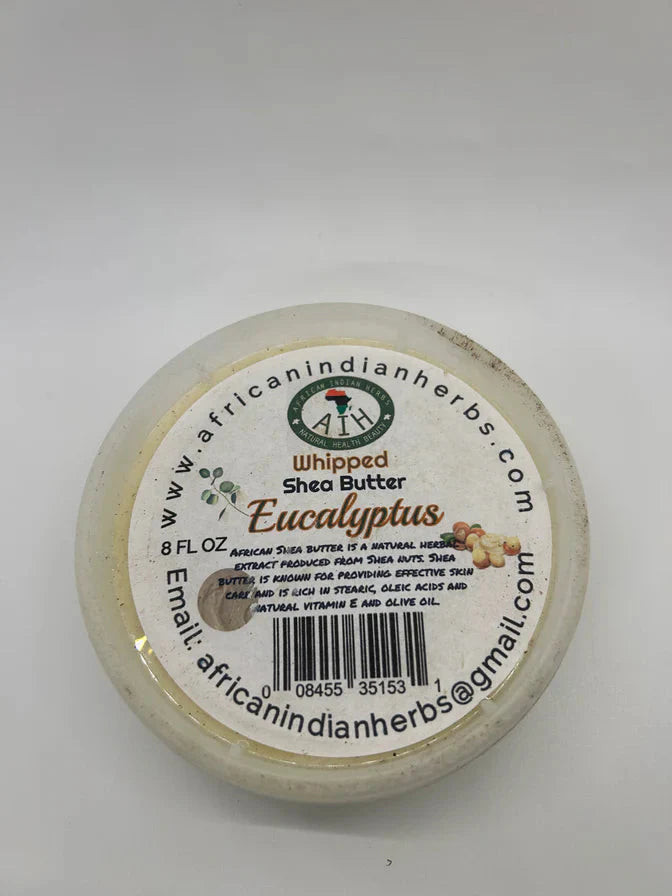 www.africanindianherbs.com
AFRICAN INDIAN HERBS
AIH
NATURAL HEALTH BEAUTY
Whipped
Shea Butter
Eucalyptus
8 FL OZ
AFRICAN SHEA BUTTER IS A NATURAL HERBAL
EXTRACT PRODUCED FROM SHEA NUTS. SHEA
BUTTER IS KNOWN FOR PROVIDING EFFECTIVE SKIN
CARE AND IS RICH IN STEARIC, OLEIC ACIDS AND
NATURAL VITAMIN E AND OLIVE OIL.
0 08455 35153 1
Email: africanindianherbs@gmail.com